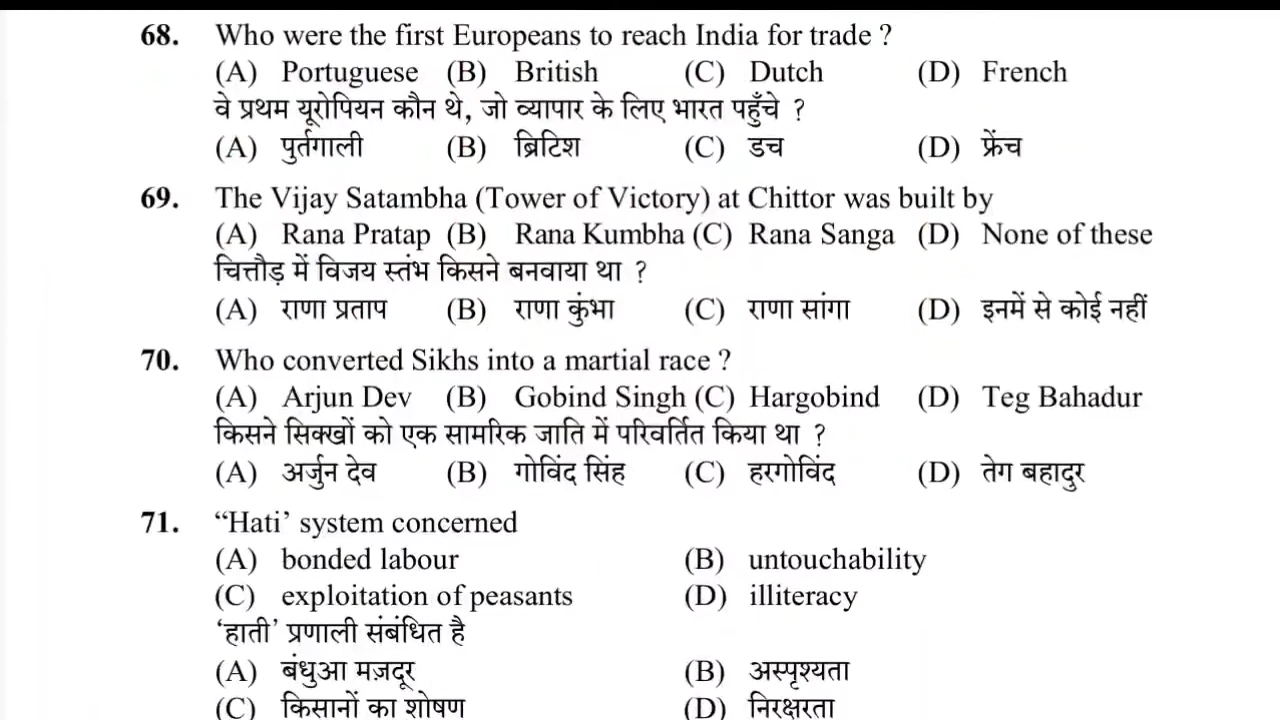 68. Who were the first Europeans to reach India for trade ?
(A) Portuguese (B) British (C) Dutch (D) French
वे प्रथम यूरोपियन कौन थे, जो व्यापार के लिए भारत पहुँचे ?
(A) पुर्तगाली (B) ब्रिटिश (C) डच (D) फ्रेंच
69. The Vijay Satambha (Tower of Victory) at Chittor was built by
(A) Rana Pratap (B) Rana Kumbha (C) Rana Sanga (D) None of these
चित्तौड़ में विजय स्तंभ किसने बनवाया था ?
(A) राणा प्रताप (B) राणा कुंभा (C) राणा सांगा (D) इनमें से कोई नहीं
70. Who converted Sikhs into a martial race ?
(A) Arjun Dev (B) Gobind Singh (C) Hargobind (D) Teg Bahadur
किसने सिक्खों को एक सामरिक जाति में परिवर्तित किया था ?
(A) अर्जुन देव (B) गोविंद सिंह (C) हरगोविंद (D) तेग बहादुर
71. “Hati’ system concerned
(A) bonded labour (B) untouchability
(C) exploitation of peasants (D) illiteracy
‘हाती’ प्रणाली संबंधित है
(A) बंधुआ मज़दूर (B) अस्पृश्यता
(C) किसानों का शोषण (D) निरक्षरता